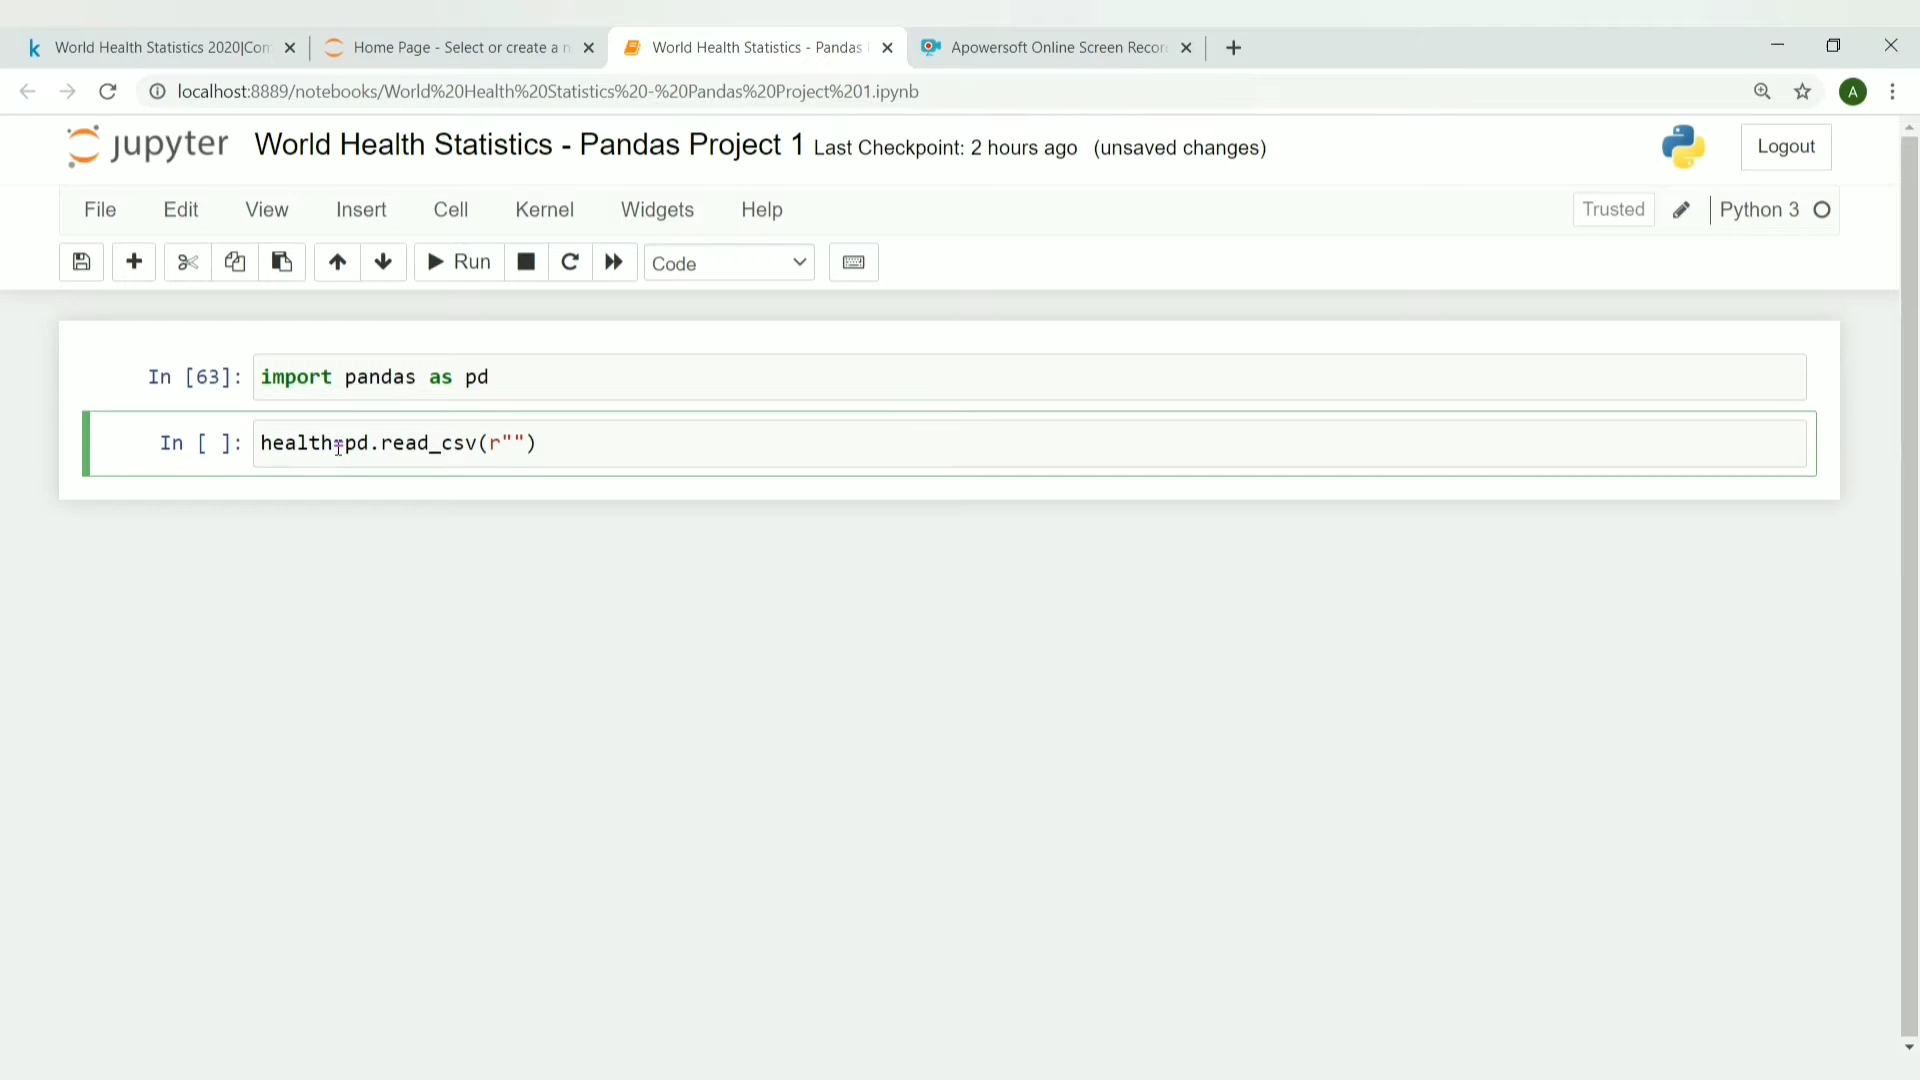 World Health Statistics 2020|Com
Home Page - Select or create a n
World Health Statistics - Pandas
Apowersoft Online Screen Recor
localhost:8889/notebooks/World%20Health%20Statistics%20-%20Pandas%20Project%201.ipynb
A
jupyter World Health Statistics - Pandas Project 1 Last Checkpoint: 2 hours ago (unsaved changes)
Logout
File Edit View Insert Cell Kernel Widgets Help
Trusted Python 3
Run Code
In [63]: import pandas as pd
In [ ]: health=pd.read_csv(r"")